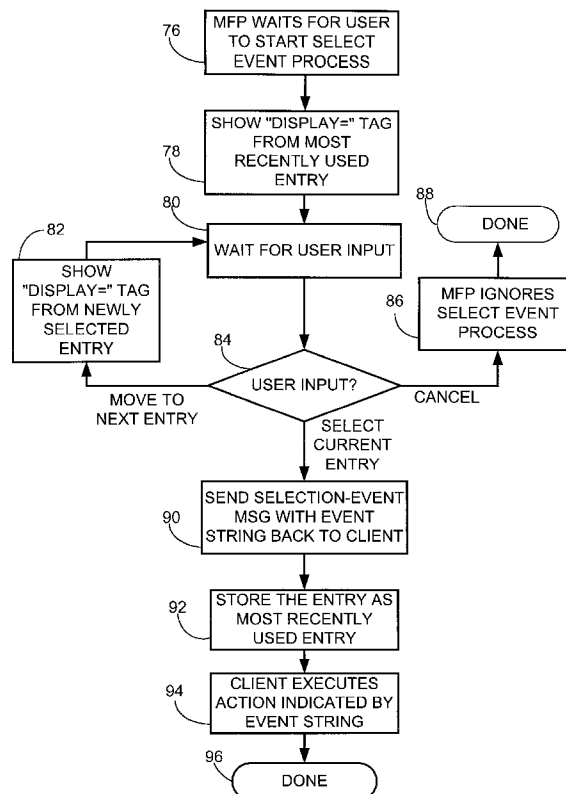 76
MFP WAITS FOR USER
TO START SELECT
EVENT PROCESS
78
SHOW "DISPLAY=" TAG
FROM MOST
RECENTLY USED
ENTRY
80
WAIT FOR USER INPUT
82
SHOW
"DISPLAY=" TAG
FROM NEWLY
SELECTED
ENTRY
88
DONE
86
MFP IGNORES
SELECT EVENT
PROCESS
84
USER INPUT?
MOVE TO
NEXT ENTRY
CANCEL
SELECT
CURRENT
ENTRY
90
SEND SELECTION-EVENT
MSG WITH EVENT
STRING BACK TO CLIENT
92
STORE THE ENTRY AS
MOST RECENTLY
USED ENTRY
94
CLIENT EXECUTES
ACTION INDICATED BY
EVENT STRING
96
DONE